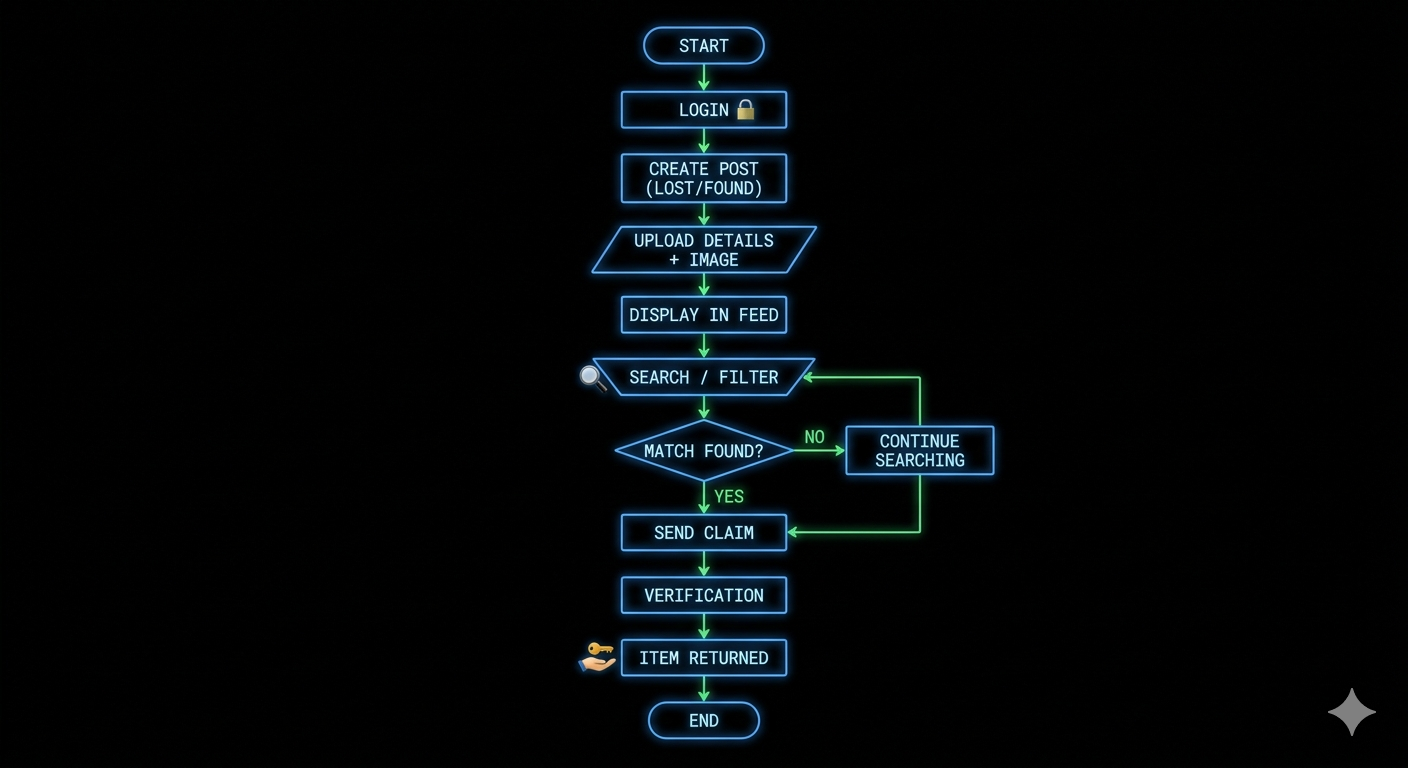 START
LOGIN
CREATE POST
(LOST/FOUND)
UPLOAD DETAILS
+ IMAGE
DISPLAY IN FEED
SEARCH / FILTER
MATCH FOUND?
NO
CONTINUE
SEARCHING
YES
SEND CLAIM
VERIFICATION
ITEM RETURNED
END